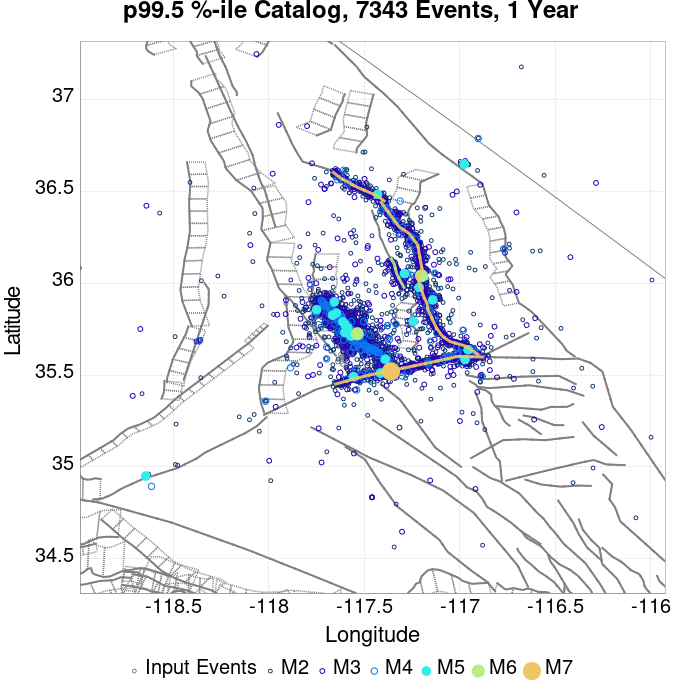 p99.5 %-ile Catalog, 7343 Events, 1 Year
37
36.5
36
35.5
35
34.5
Latitude
-118.5 -118 -117.5 -117 -116.5 -116
Longitude
Input Events M2 M3 M4 M5 M6 M7